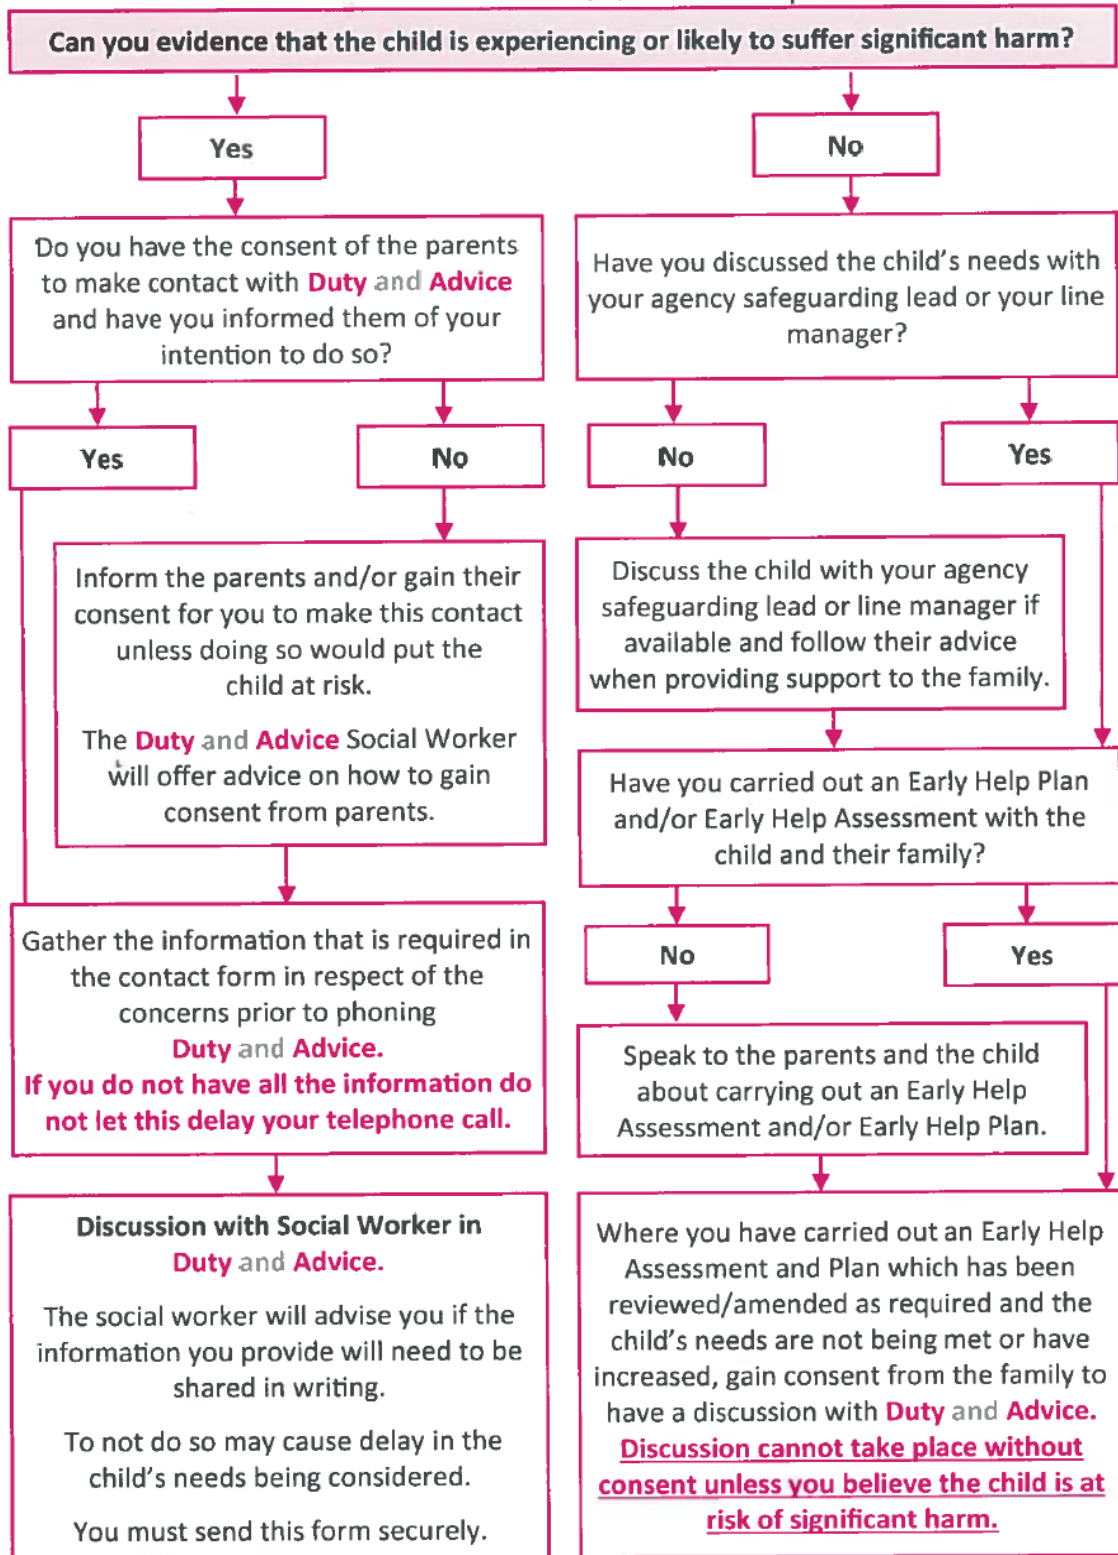 Can you evidence that the child is experiencing or likely to suffer significant harm?
Yes
No
Do you have the consent of the parents
to make contact with Duty and Advice
and have you informed them of your
intention to do so?
Have you discussed the child's needs with
your agency safeguarding lead or your line
manager?
Yes
No
No
Yes
Inform the parents and/or gain their
consent for you to make this contact
unless doing so would put the
child at risk.
The Duty and Advice Social Worker
will offer advice on how to gain
consent from parents.
Discuss the child with your agency
safeguarding lead or line manager if
available and follow their advice
when providing support to the family.
Have you carried out an Early Help Plan
and/or Early Help Assessment with the
child and their family?
Gather the information that is required in
the contact form in respect of the
concerns prior to phoning
Duty and Advice.
If you do not have all the information do
not let this delay your telephone call.
No
Yes
Speak to the parents and the child
about carrying out an Early Help
Assessment and/or Early Help Plan.
Discussion with Social Worker in
Duty and Advice.
The social worker will advise you if the
information you provide will need to be
shared in writing.
To not do so may cause delay in the
child's needs being considered.
You must send this form securely.
Where you have carried out an Early Help
Assessment and Plan which has been
reviewed/amended as required and the
child's needs are not being met or have
increased, gain consent from the family to
have a discussion with Duty and Advice.
Discussion cannot take place without
consent unless you believe the child is at
risk of significant harm.